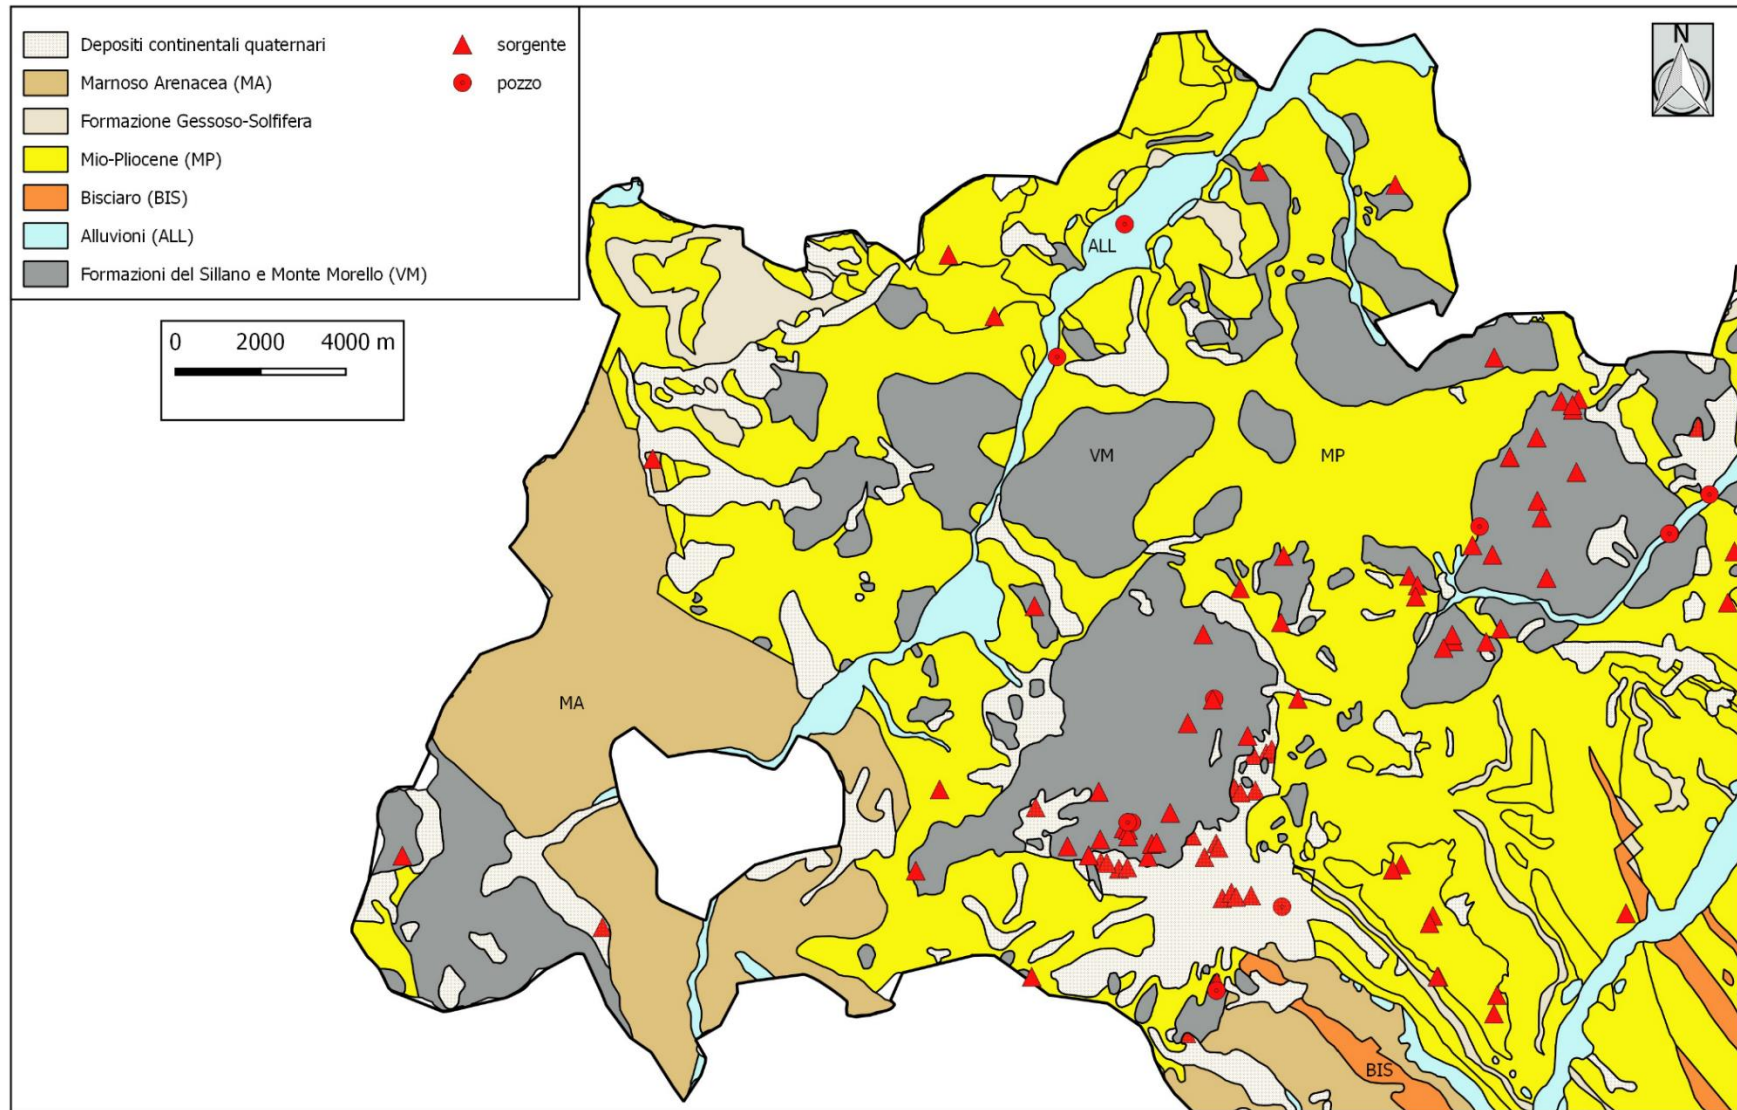 Depositi continentali quaternari
Marnoso Arenacea (MA)
Formazione Gessoso-Solfifera
Mio-Pliocene (MP)
Bisciaro (BIS)
Alluvioni (ALL)
Formazioni del Sillano e Monte Morello (VM)
sorgente
pozzo
N
0 2000 4000 m
ALL
VM
MP
MA
BIS